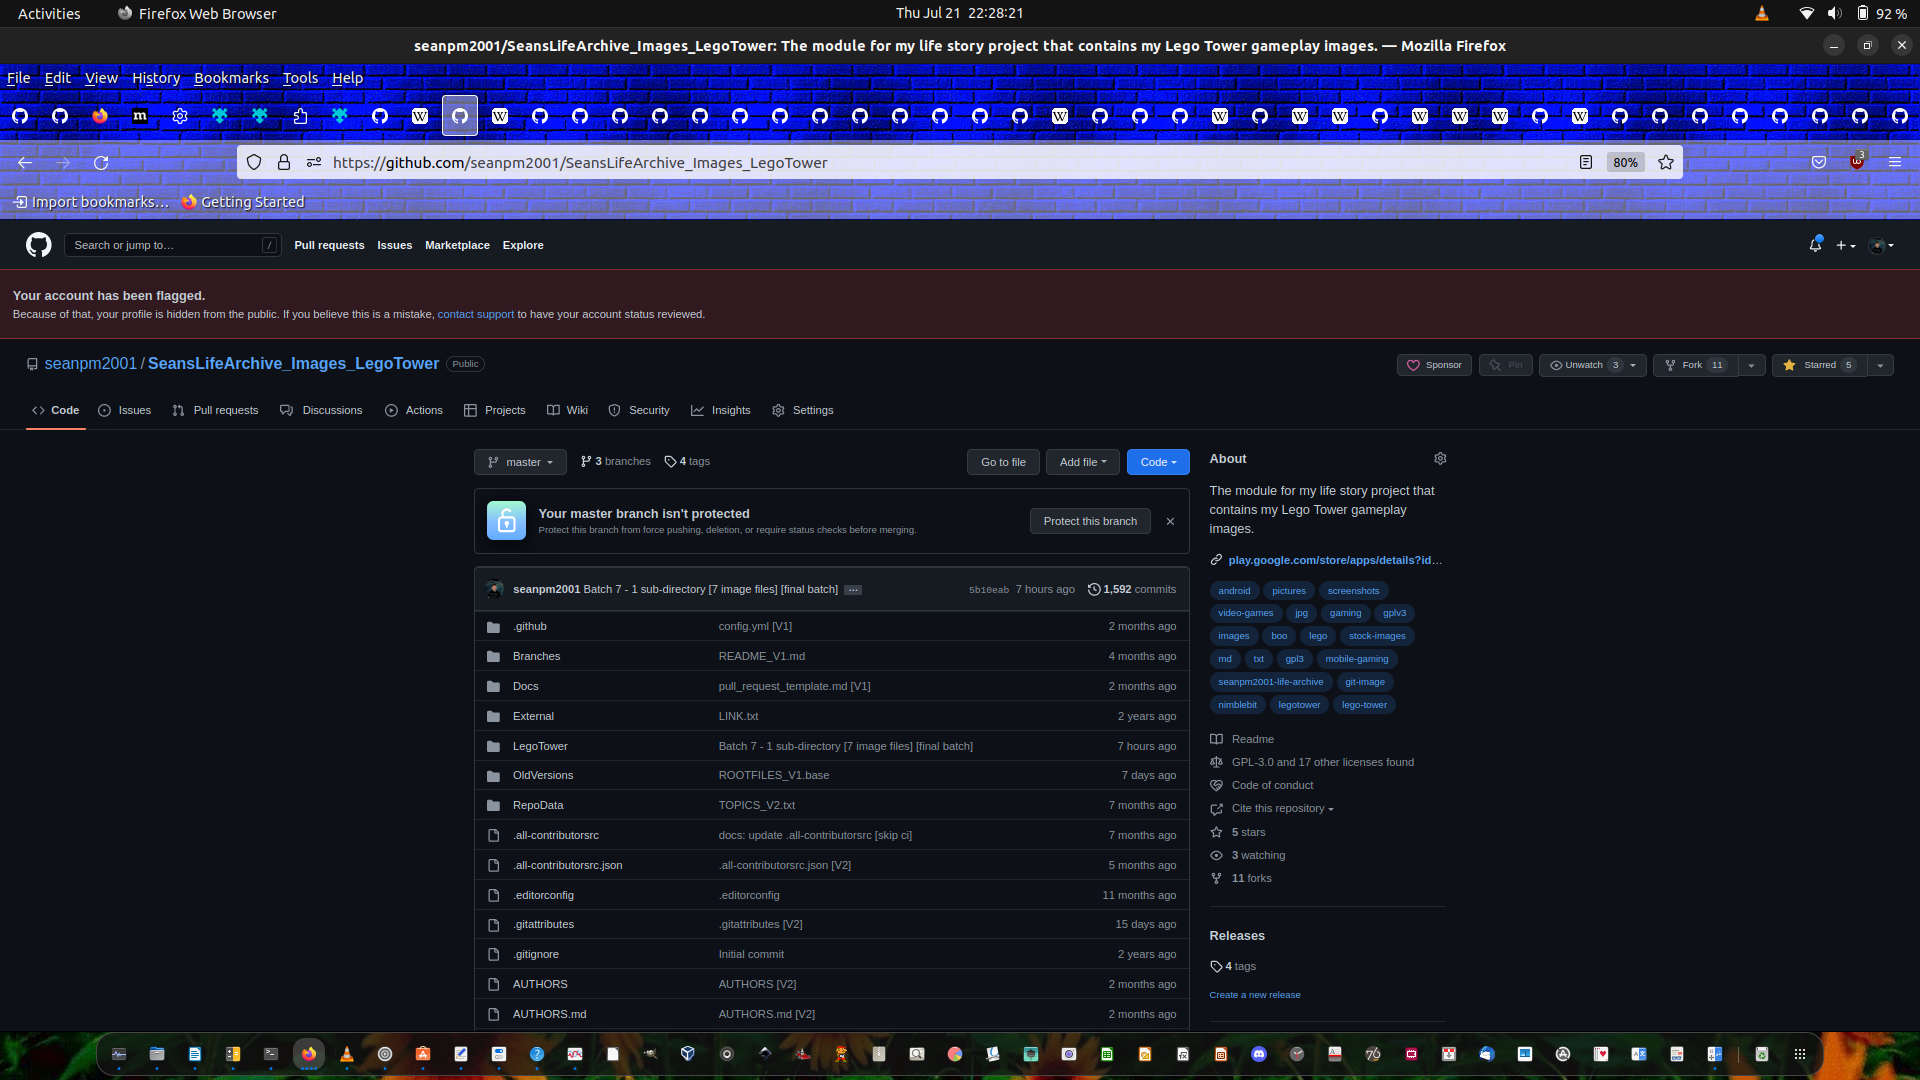 Activities
Firefox Web Browser
Thu Jul 21 22:28:21
92 %
seanpm2001/SeansLifeArchive_Images_LegoTower: The module for my life story project that contains my Lego Tower gameplay images. — Mozilla Firefox
File Edit View History Bookmarks Tools Help
https://github.com/seanpm2001/SeansLifeArchive_Images_LegoTower
80%
3
Import bookmarks…
Getting Started
Search or jump to…
/
Pull requests
Issues
Marketplace
Explore
Your account has been flagged.
Because of that, your profile is hidden from the public. If you believe this is a mistake, contact support to have your account status reviewed.
seanpm2001 / SeansLifeArchive_Images_LegoTower
Public
Sponsor
Pin
Unwatch 3
Fork 11
Starred 5
Code
Issues
Pull requests
Discussions
Actions
Projects
Wiki
Security
Insights
Settings
master
3 branches
4 tags
Go to file
Add file
Code
Your master branch isn't protected
Protect this branch from force pushing, deletion, or require status checks before merging.
Protect this branch
seanpm2001 Batch 7 - 1 sub-directory [7 image files] [final batch] …
5b10eab 7 hours ago
1,592 commits
.github config.yml [V1] 2 months ago
Branches README_V1.md 4 months ago
Docs pull_request_template.md [V1] 2 months ago
External LINK.txt 2 years ago
LegoTower Batch 7 - 1 sub-directory [7 image files] [final batch] 7 hours ago
OldVersions ROOTFILES_V1.base 7 days ago
RepoData TOPICS_V2.txt 7 months ago
.all-contributorsrc docs: update .all-contributorsrc [skip ci] 7 months ago
.all-contributorsrc.json .all-contributorsrc.json [V2] 5 months ago
.editorconfig .editorconfig 11 months ago
.gitattributes .gitattributes [V2] 15 days ago
.gitignore Initial commit 2 years ago
AUTHORS AUTHORS [V2] 2 months ago
AUTHORS.md AUTHORS.md [V2] 2 months ago
About
The module for my life story project that
contains my Lego Tower gameplay
images.
play.google.com/store/apps/details?id…
android pictures screenshots
video-games jpg gaming gplv3
images boo lego stock-images
md txt gpl3 mobile-gaming
seanpm2001-life-archive git-image
nimblebit legotower lego-tower
Readme
GPL-3.0 and 17 other licenses found
Code of conduct
Cite this repository
5 stars
3 watching
11 forks
Releases
4 tags
Create a new release